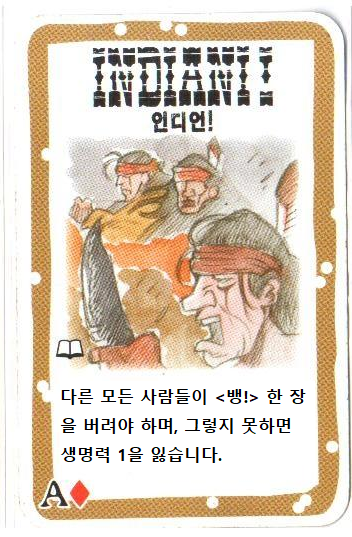 INDIANI!
인디언!
다른 모든 사람들이 <뱅!> 한 장
을 버려야 하며, 그렇지 못하면
생명력 1을 잃습니다.
A♦